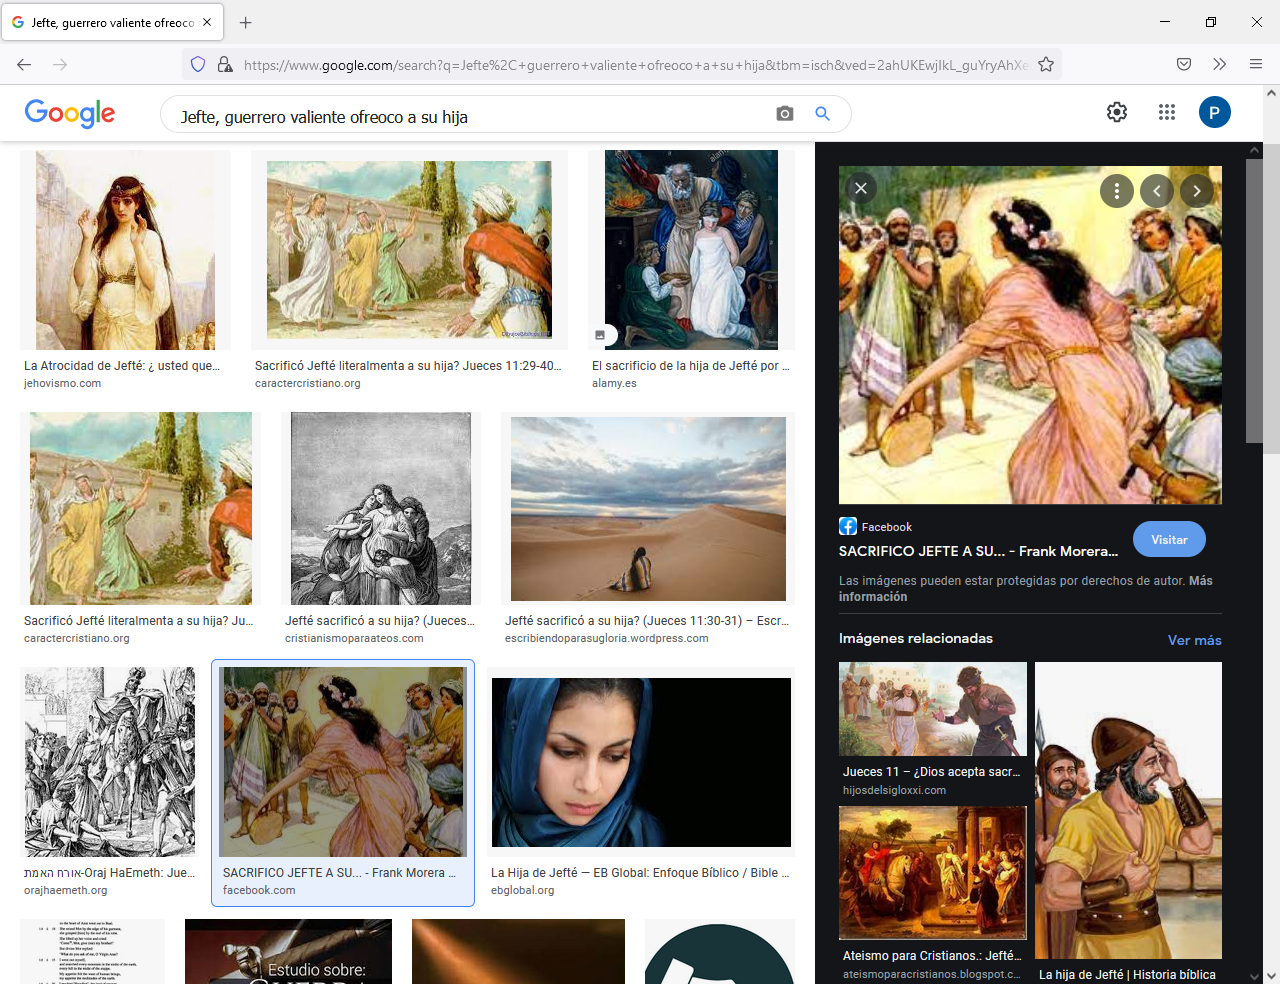 Jefte, guerrero valiente ofreoco
https://www.google.com/search?q=Jefte%2C+guerrero+valiente+ofreoco+a+su+hija&tbm=isch&ved=2ahUKEwjIkL_guYryAhXe
Google
Jefte, guerrero valiente ofreoco a su hija
P
La Atrocidad de Jefté: ¿ usted que...
jehovismo.com
Sacrificó Jefté literalmenta a su hija? Jueces 11:29-40...
caractercristiano.org
El sacrificio de la hija de Jefté por ...
alamy.es
Sacrificó Jefté literalmenta a su hija? Ju...
caractercristiano.org
Jefté sacrificó a su hija? (Jueces...
cristianismoparaateos.com
Jefté sacrificó a su hija? (Jueces 11:30-31) – Escr...
escribiendoparasugloria.wordpress.com
אורח האמת-Oraj HaEmeth: Jue...
orajhaemeth.org
SACRIFICO JEFTE A SU... - Frank Morera ...
facebook.com
La Hija de Jefté — EB Global: Enfoque Bíblico / Bible ...
ebglobal.org
Estudio sobre:
Facebook
SACRIFICO JEFTE A SU... - Frank Morera...
Visitar
Las imágenes pueden estar protegidas por derechos de autor. Más
información
Imágenes relacionadas
Ver más
Jueces 11 – ¿Dios acepta sacr...
hijosdelsigloxxi.com
Ateismo para Cristianos.: Jefté...
ateismoparacristianos.blogspot.c...
La hija de Jefté | Historia bíblica